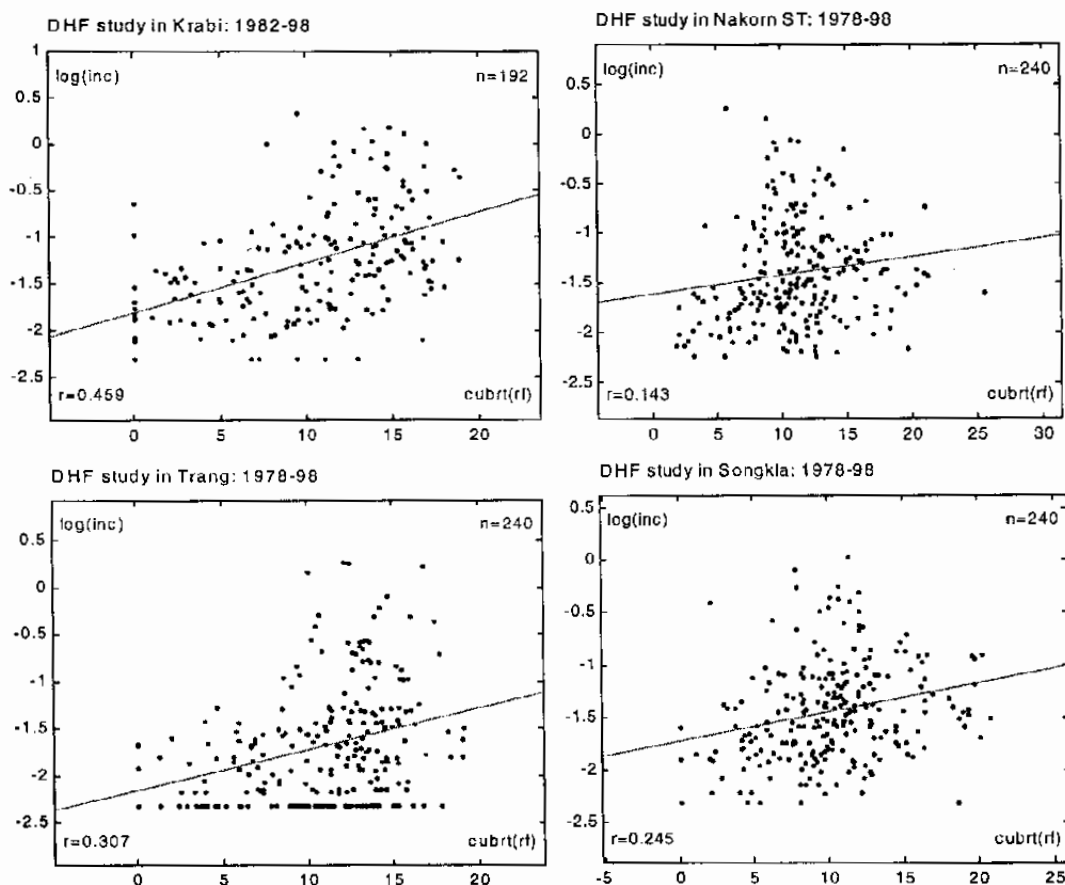 DHF study in Krabi: 1982-98
1
log(inc)
n=192
0.5
0
-0.5
-1
-1.5
-2
-2.5
r=0.459
cubrt(rf)
0 5 10 15 20
DHF study in Nakorn ST: 1978-98
log(inc)
n=240
0.5
0
-0.5
-1
-1.5
-2
-2.5
r=0.143
cubrt(rf)
0 5 10 15 20 25 30
DHF study in Trang: 1978-98
log(inc)
n=240
0.5
0
-0.5
-1
-1.5
-2
-2.5
r=0.307
cubrt(rf)
0 5 10 15 20
DHF study in Songkla: 1978-98
log(inc)
n=240
0.5
0
-0.5
-1
-1.5
-2
-2.5
r=0.245
cubrt(rf)
-5 0 5 10 15 20 25